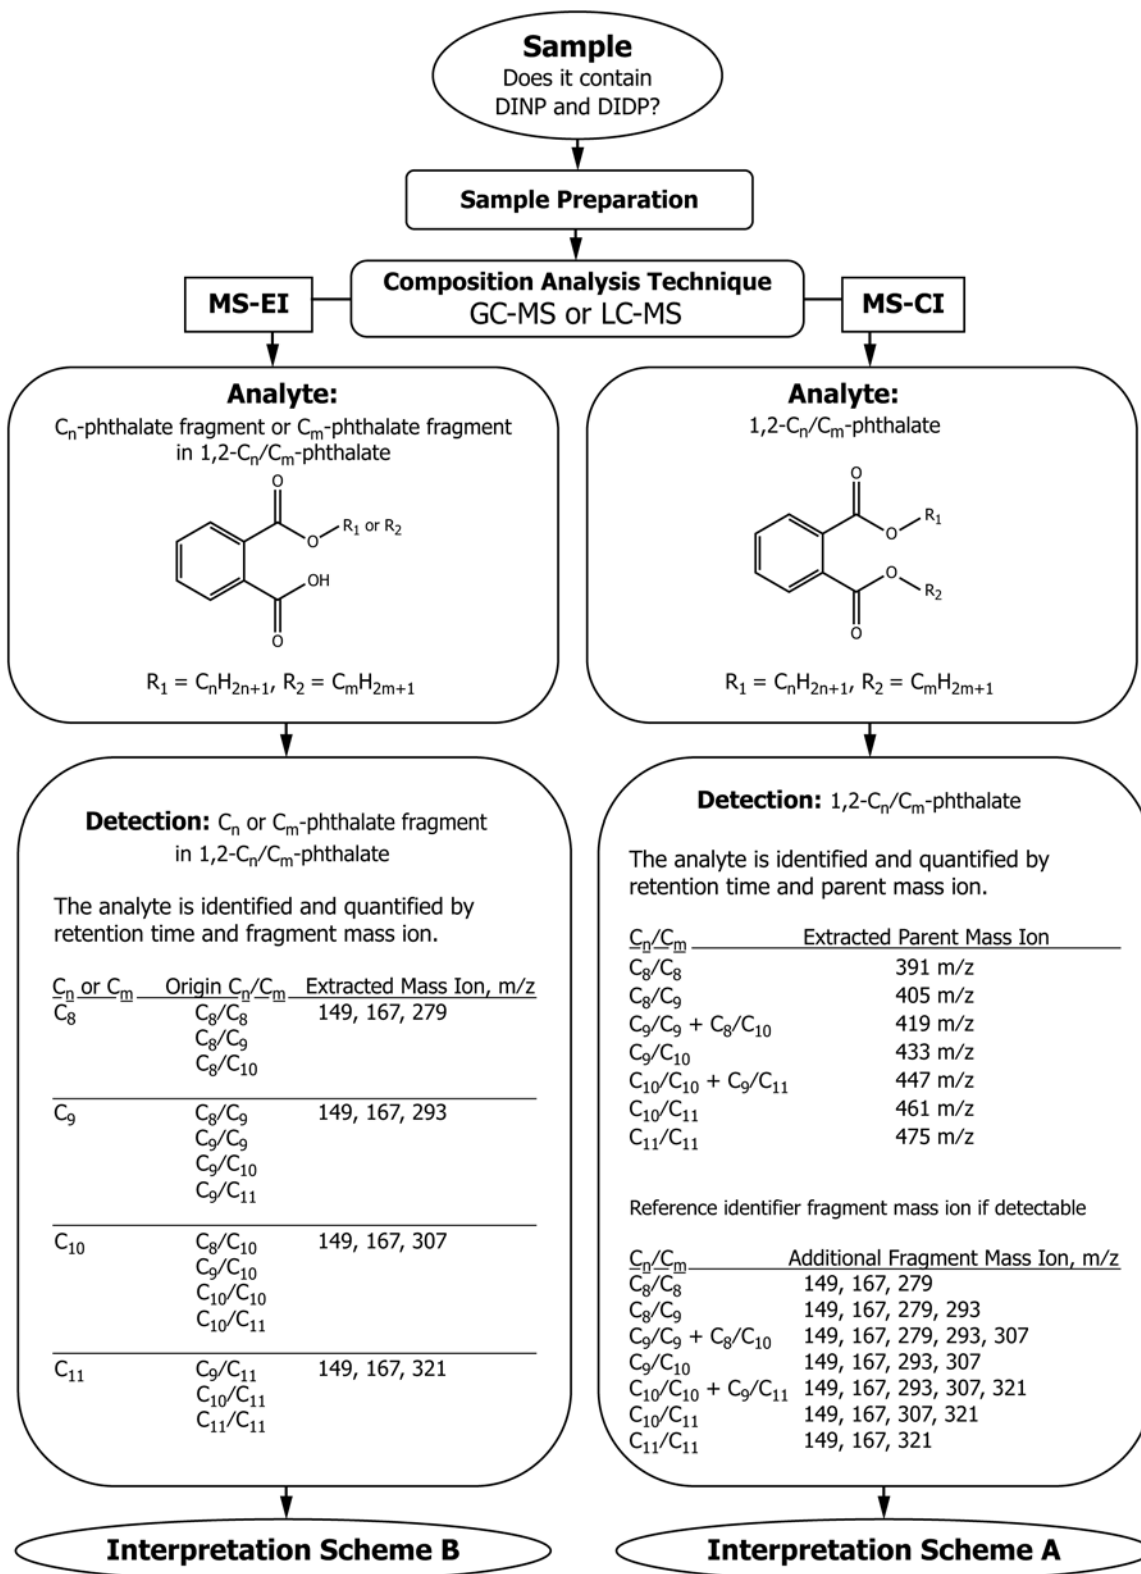 Sample
Does it contain
DINP and DIDP?
Sample Preparation
Composition Analysis Technique
GC-MS or LC-MS
MS-EI
MS-CI
Analyte:
Cn-phthalate fragment or Cm-phthalate fragment
in 1,2-Cn/Cm-phthalate
O
O
R1 or R2
OH
O
R1 = CnH2n+1, R2 = CmH2m+1
Detection: Cn or Cm-phthalate fragment
in 1,2-Cn/Cm-phthalate
The analyte is identified and quantified by
retention time and fragment mass ion.
Cn or Cm Origin Cn/Cm Extracted Mass Ion, m/z
C8 C8/C8 149, 167, 279
C8/C9
C8/C10
C9 C8/C9 149, 167, 293
C9/C9
C9/C10
C9/C11
C10 C8/C10 149, 167, 307
C9/C10
C10/C10
C10/C11
C11 C9/C11 149, 167, 321
C10/C11
C11/C11
Interpretation Scheme B
Analyte:
1,2-Cn/Cm-phthalate
O
O
R1
O
R2
O
R1 = CnH2n+1, R2 = CmH2m+1
Detection: 1,2-Cn/Cm-phthalate
The analyte is identified and quantified by
retention time and parent mass ion.
Cn/Cm Extracted Parent Mass Ion
C8/C8 391 m/z
C8/C9 405 m/z
C9/C9 + C8/C10 419 m/z
C9/C10 433 m/z
C10/C10 + C9/C11 447 m/z
C10/C11 461 m/z
C11/C11 475 m/z
Reference identifier fragment mass ion if detectable
Cn/Cm Additional Fragment Mass Ion, m/z
C8/C8 149, 167, 279
C8/C9 149, 167, 279, 293
C9/C9 + C8/C10 149, 167, 279, 293, 307
C9/C10 149, 167, 293, 307
C10/C10 + C9/C11 149, 167, 293, 307, 321
C10/C11 149, 167, 307, 321
C11/C11 149, 167, 321
Interpretation Scheme A